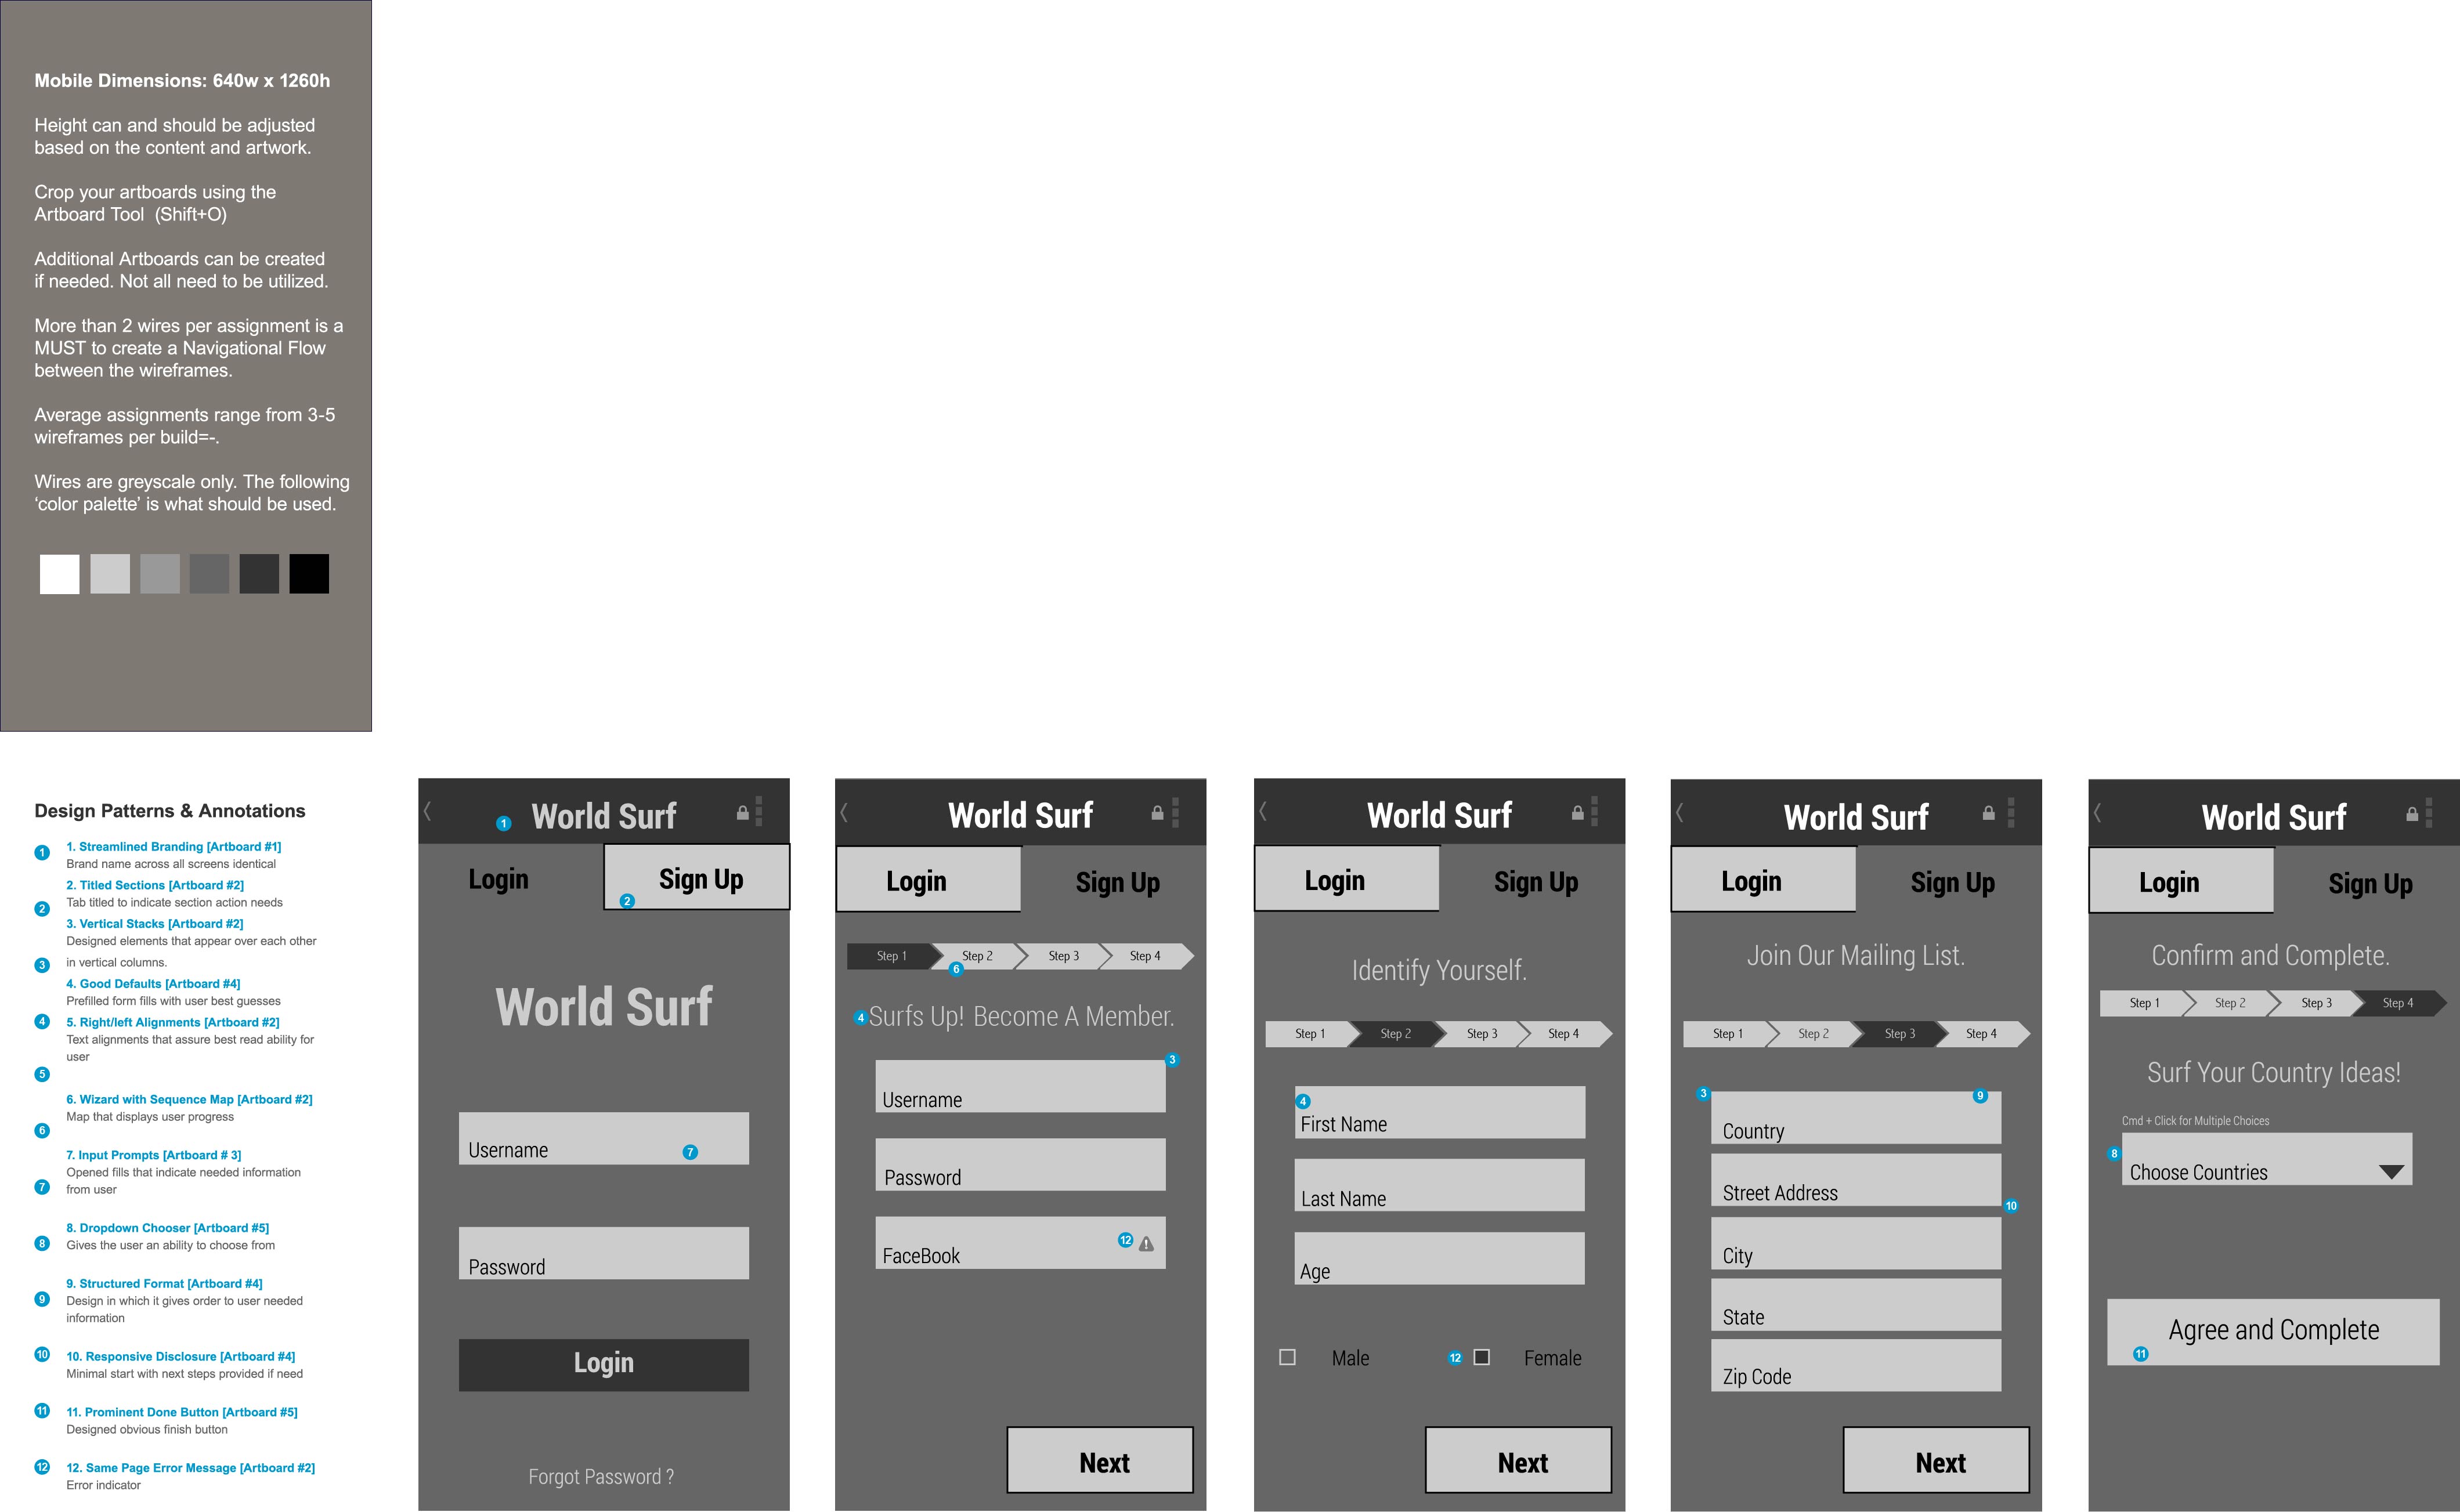 Mobile Dimensions: 640w x 1260h
Height can and should be adjusted
based on the content and artwork.
Crop your artboards using the
Artboard Tool  (Shift+O)
Additional Artboards can be created
if needed. Not all need to be utilized.
More than 2 wires per assignment is a
MUST to create a Navigational Flow
between the wireframes.
Average assignments range from 3-5
wireframes per build=-.
Wires are greyscale only. The following
‘color palette’ is what should be used.
Design Patterns & Annotations
1
1. Streamlined Branding [Artboard #1]
Brand name across all screens identical
2. Titled Sections [Artboard #2]
Tab titled to indicate section action needs
2
3. Vertical Stacks [Artboard #2]
Designed elements that appear over each other
3
in vertical columns.
4. Good Defaults [Artboard #4]
Prefilled form fills with user best guesses
4
5. Right/left Alignments [Artboard #2]
Text alignments that assure best read ability for
user
5
6. Wizard with Sequence Map [Artboard #2]
Map that displays user progress
6
7. Input Prompts [Artboard # 3]
Opened fills that indicate needed information
from user
7
8. Dropdown Chooser [Artboard #5]
Gives the user an ability to choose from
8
9. Structured Format [Artboard #4]
Design in which it gives order to user needed
information
9
10. Responsive Disclosure [Artboard #4]
Minimal start with next steps provided if need
10
11. Prominent Done Button [Artboard #5]
Designed obvious finish button
11
12. Same Page Error Message [Artboard #2]
Error indicator
12
1
World Surf
Login
Sign Up
2
World Surf
Username
7
Password
Login
Forgot Password ?
World Surf
Login
Sign Up
Step 1
Step 2
Step 3
Step 4
6
4
Surfs Up! Become A Member.
3
Username
Password
FaceBook
12
Next
World Surf
Login
Sign Up
Identify Yourself.
Step 1
Step 2
Step 3
Step 4
4
First Name
Last Name
Age
Male
12
Female
Next
World Surf
Login
Sign Up
Join Our Mailing List.
Step 1
Step 2
Step 3
Step 4
3
9
Country
Street Address
10
City
State
Zip Code
Next
World Surf
Login
Sign Up
Confirm and Complete.
Step 1
Step 2
Step 3
Step 4
Surf Your Country Ideas!
Cmd + Click for Multiple Choices
8
Choose Countries
Agree and Complete
11